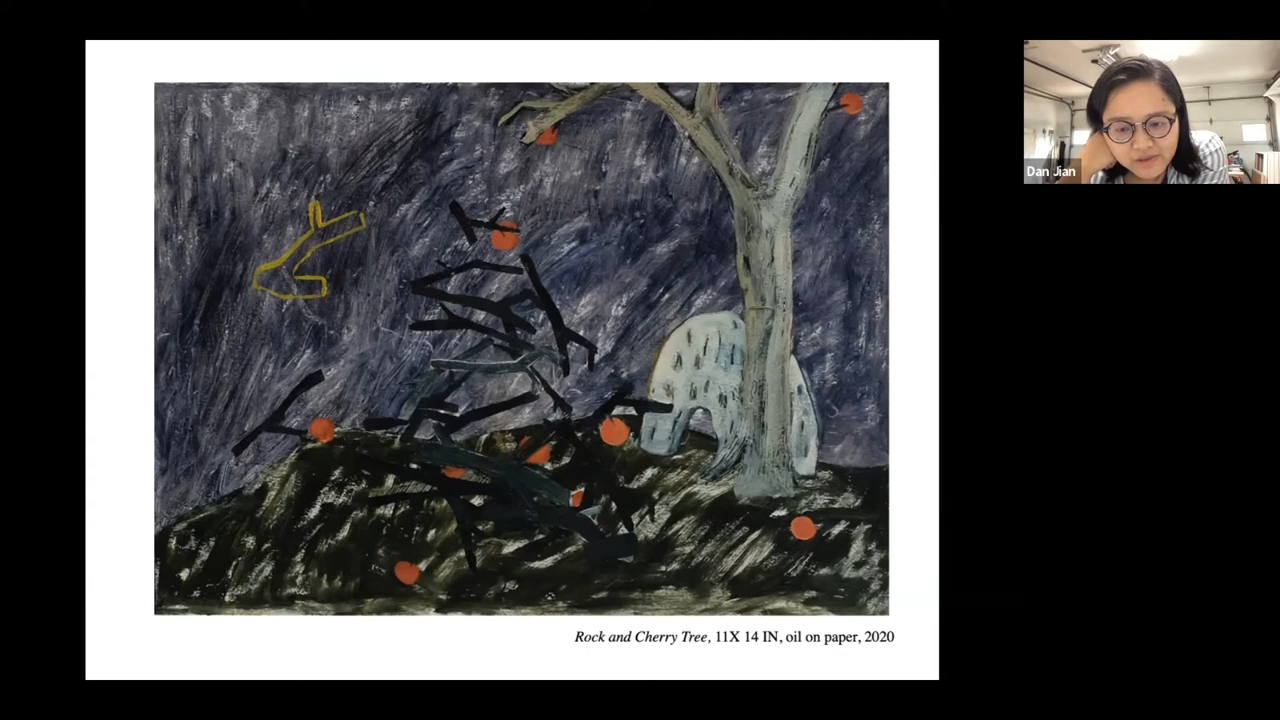 Dan Jian
Rock and Cherry Tree, 11X 14 IN, oil on paper, 2020